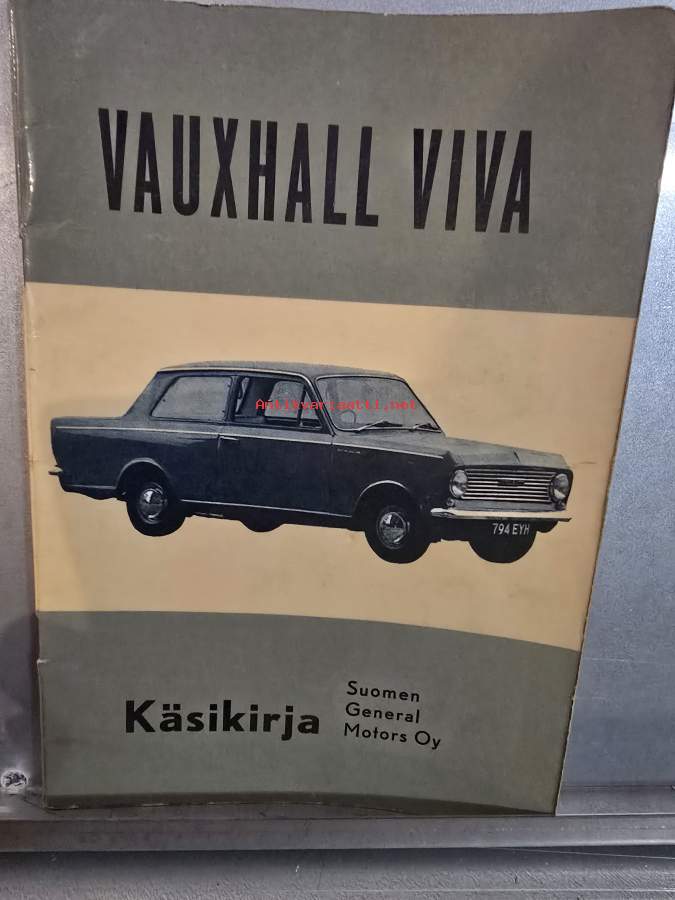 VAUXHALL VIVA
Antikvariaatti.net
794 EYH
Käsikirja
Suomen
General
Motors Oy